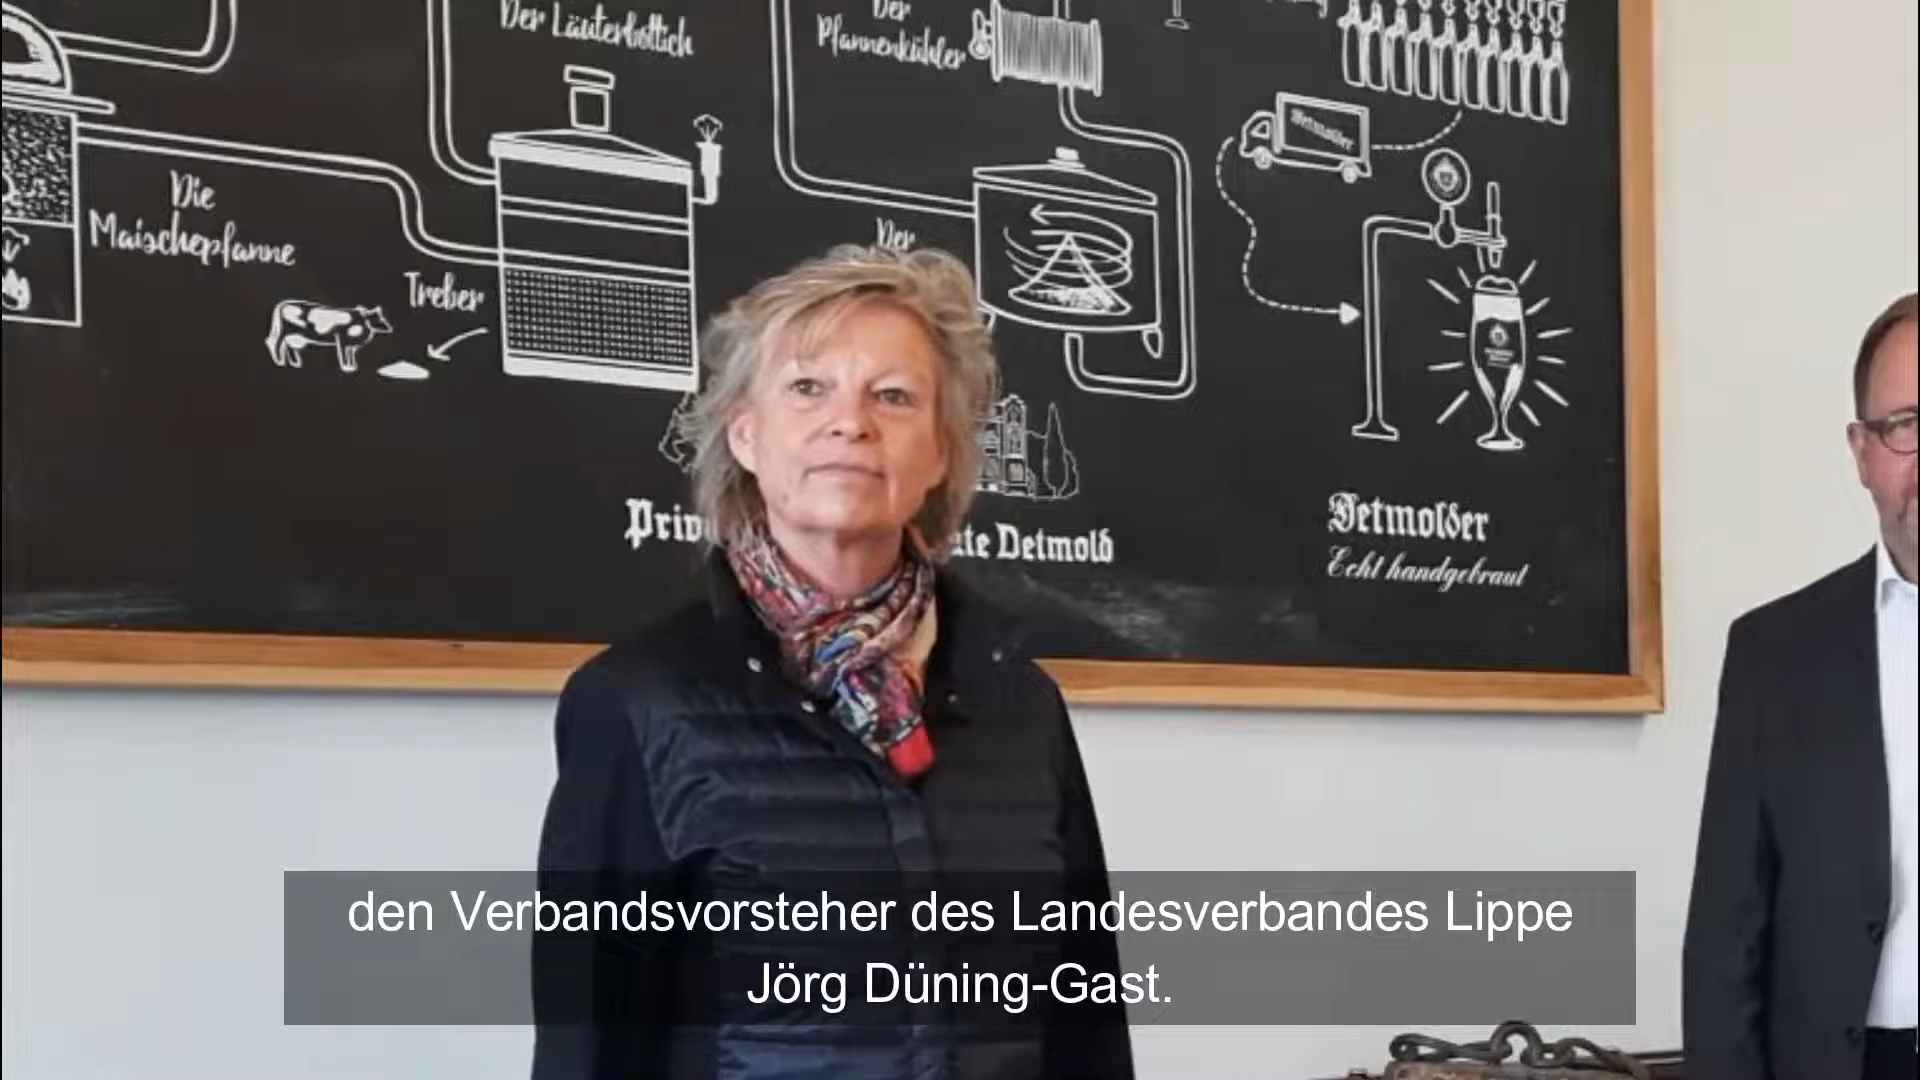 Der Läuterbottich
Der
Pfannenkühler
Detmolder
Die
Maischepfanne
Treber
Der
Detmold
Detmolder
Echt handgebraut
den Verbandsvorsteher des Landesverbandes Lippe
Jörg Düning-Gast.